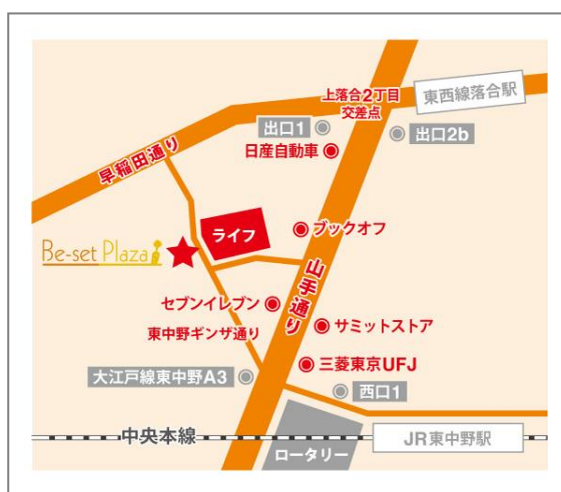 上落合2丁目
交差点
東西線落合駅
出口1
出口2b
日産自動車
早稲田通り
ライフ
ブックオフ
Be-set Plaza
山手通り
セブンイレブン
サミットストア
東中野ギンザ通り
三菱東京UFJ
大江戸線東中野A3
西口1
中央本線
JR東中野駅
ロータリー